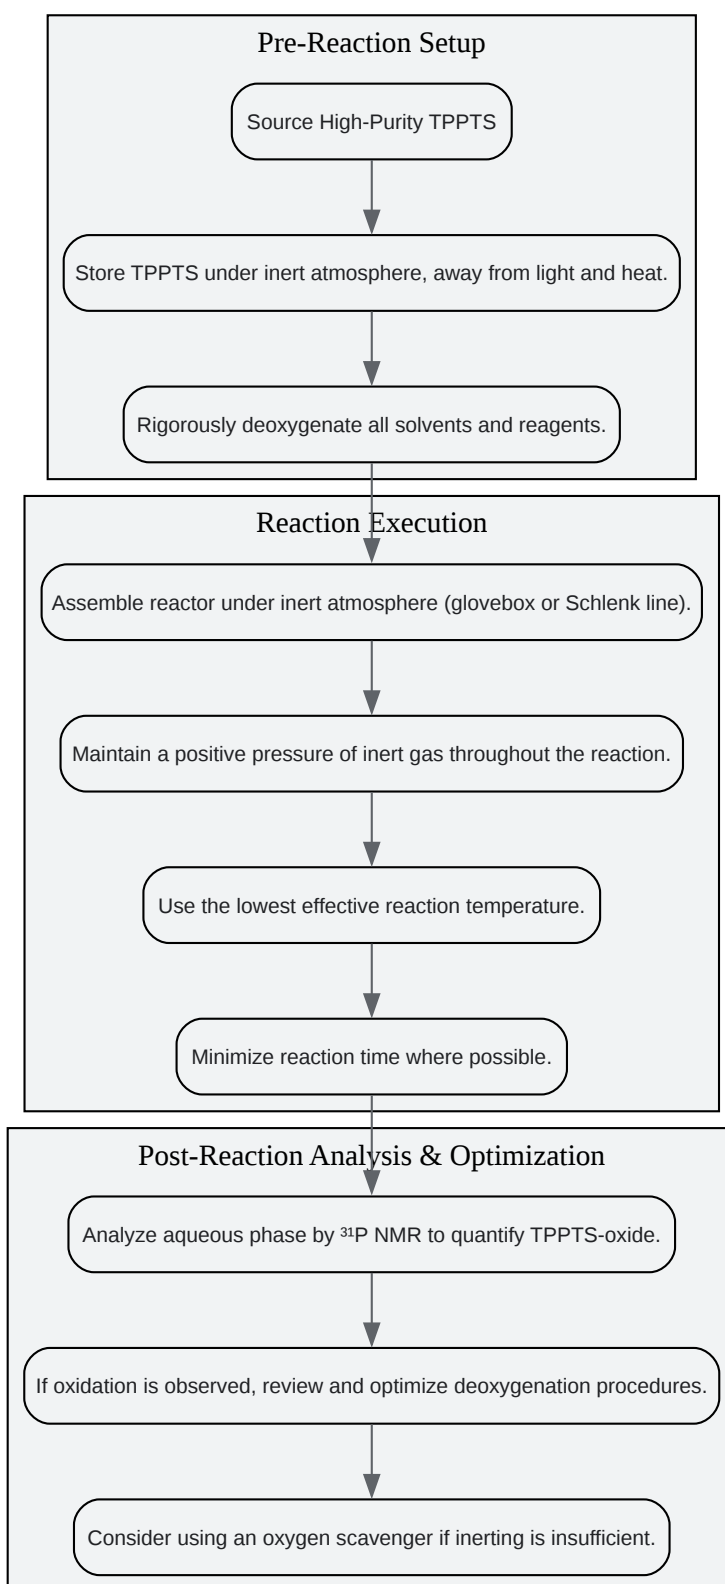 Pre-Reaction Setup
Source High-Purity TPPTS
Store TPPTS under inert atmosphere, away from light and heat.
Rigorously deoxygenate all solvents and reagents.
Reaction Execution
Assemble reactor under inert atmosphere (glovebox or Schlenk line).
Maintain a positive pressure of inert gas throughout the reaction.
Use the lowest effective reaction temperature.
Minimize reaction time where possible.
Post-Reaction Analysis & Optimization
Analyze aqueous phase by ³¹P NMR to quantify TPPTS-oxide.
If oxidation is observed, review and optimize deoxygenation procedures.
Consider using an oxygen scavenger if inerting is insufficient.